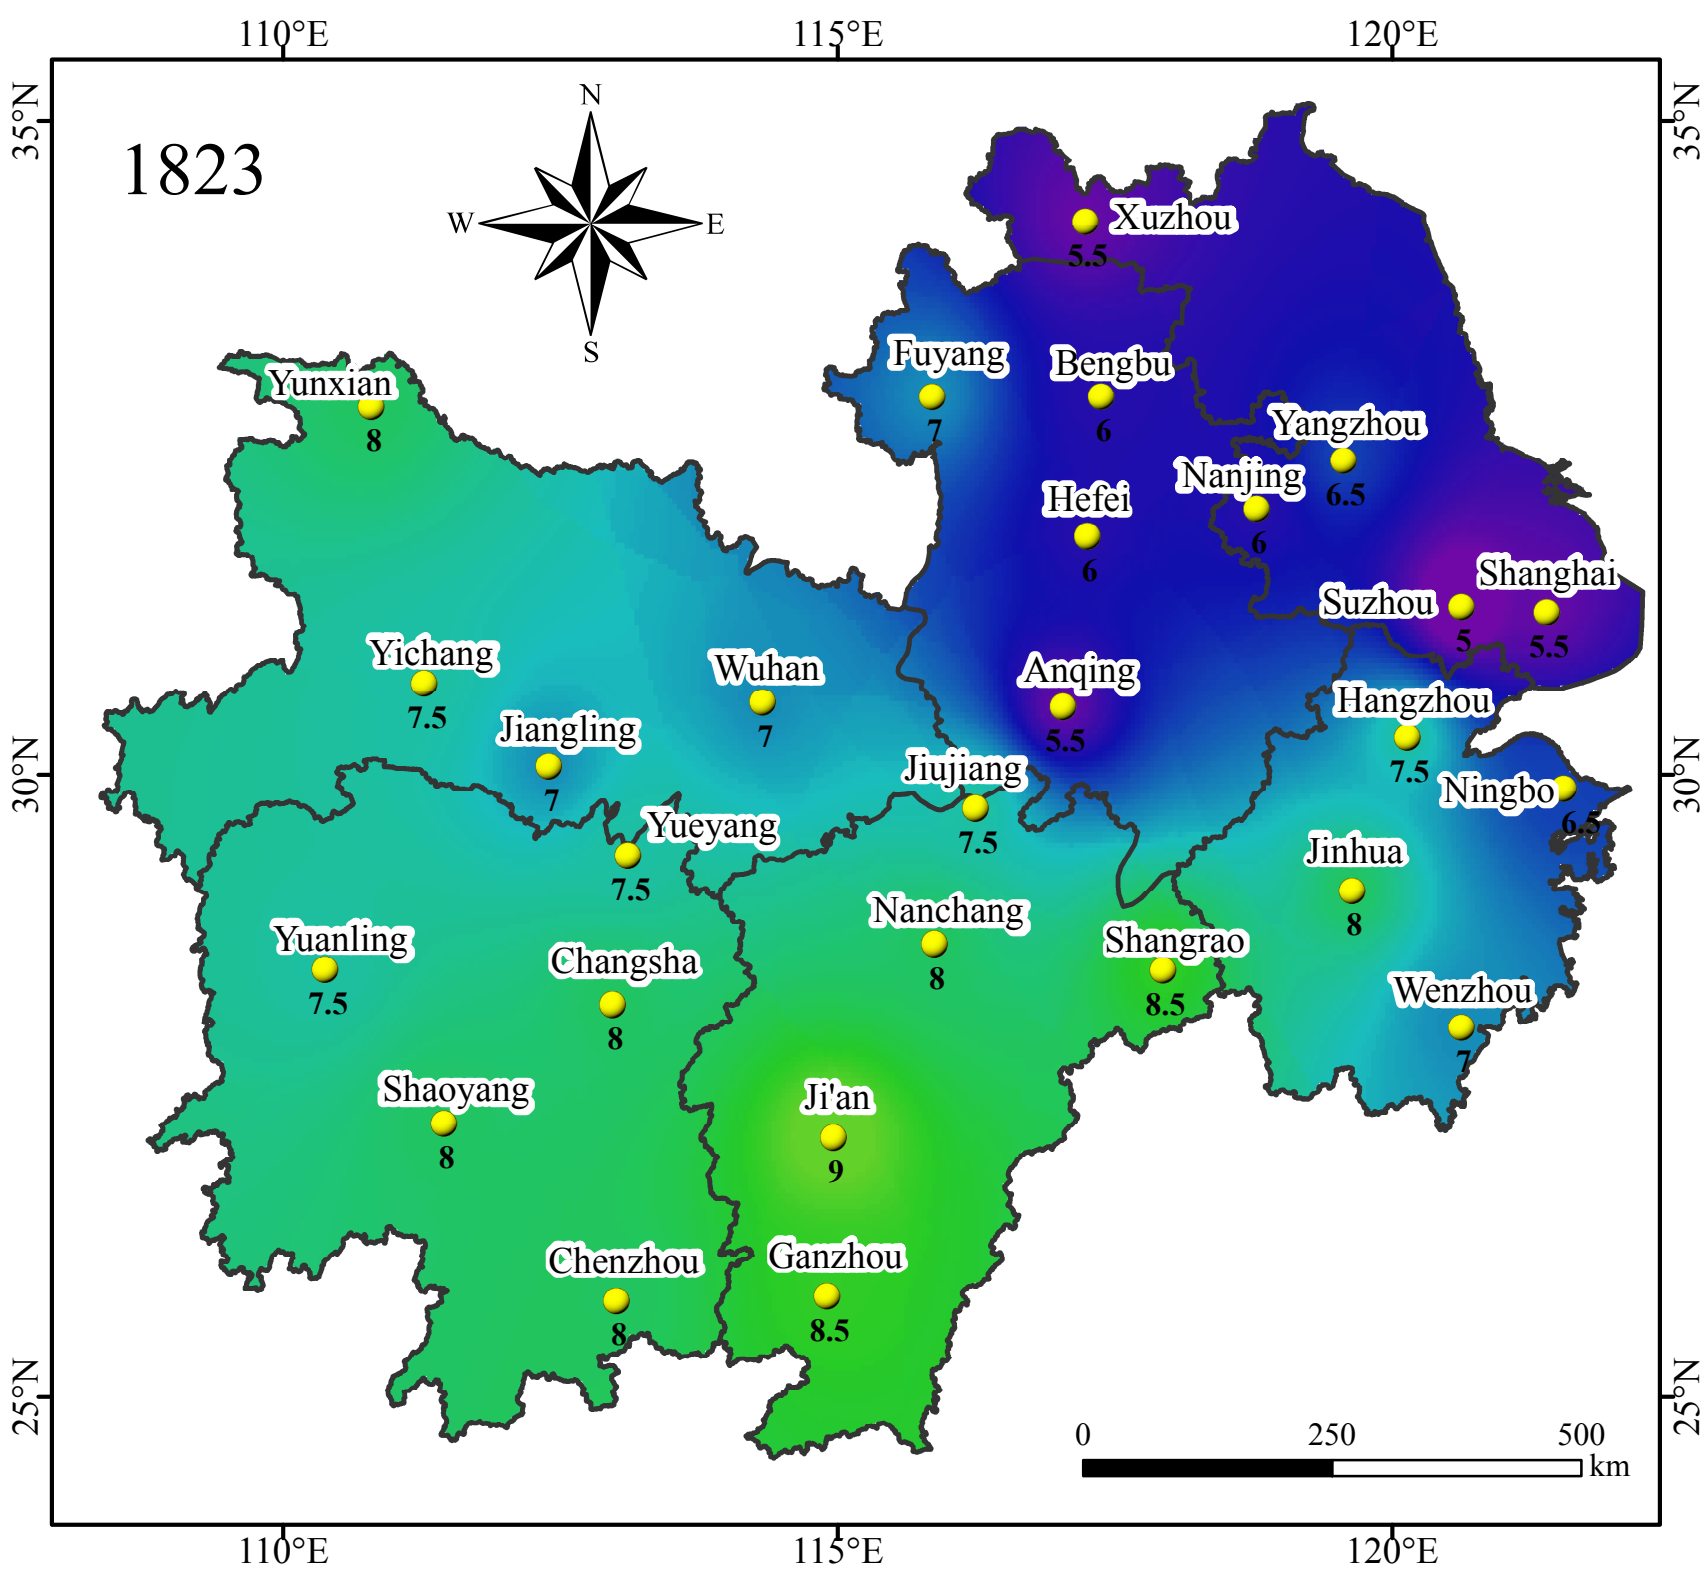 110°E 115°E 120°E
35°N 35°N
1823
N
W E
S
Xuzhou
5.5
Fuyang
7
Bengbu
6
Yunxian
8
Yangzhou
6.5
Nanjing
6
Hefei
6
Shanghai
5.5
Suzhou
5
Yichang
7.5
Wuhan
7
Anqing
5.5
Hangzhou
7.5
Jiangling
7
Jiujiang
7.5
30°N 30°N
Ningbo
6.5
Yueyang
7.5
Jinhua
8
Nanchang
8
Yuanling
7.5
Changsha
8
Shangrao
8.5
Wenzhou
7
Shaoyang
8
Ji'an
9
Chenzhou
8
Ganzhou
8.5
25°N 25°N
0 250 500
km
110°E 115°E 120°E